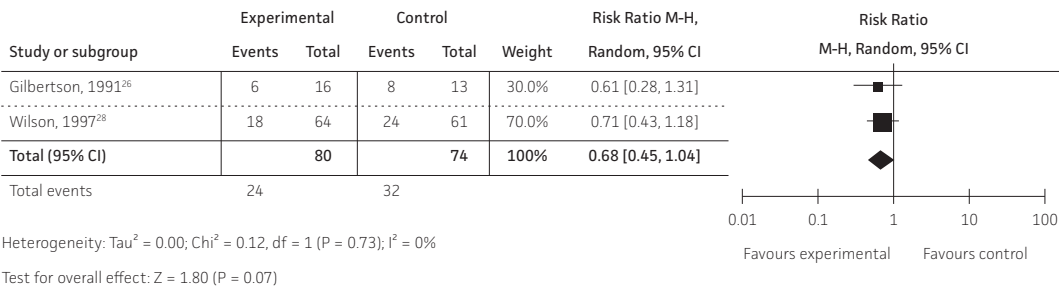 Experimental Control Risk Ratio M-H, Risk Ratio
Study or subgroup Events Total Events Total Weight Random, 95% CI M-H, Random, 95% CI
Gilbertson, 1991²⁶ 6 16 8 13 30.0% 0.61 [0.28, 1.31]
Wilson, 1997²⁸ 18 64 24 61 70.0% 0.71 [0.43, 1.18]
Total (95% CI) 80 74 100% 0.68 [0.45, 1.04]
Total events 24 32
0.01 0.1 1 10 100
Heterogeneity: Tau² = 0.00; Chi² = 0.12, df = 1 (P = 0.73); I² = 0%
Favours experimental Favours control
Test for overall effect: Z = 1.80 (P = 0.07)